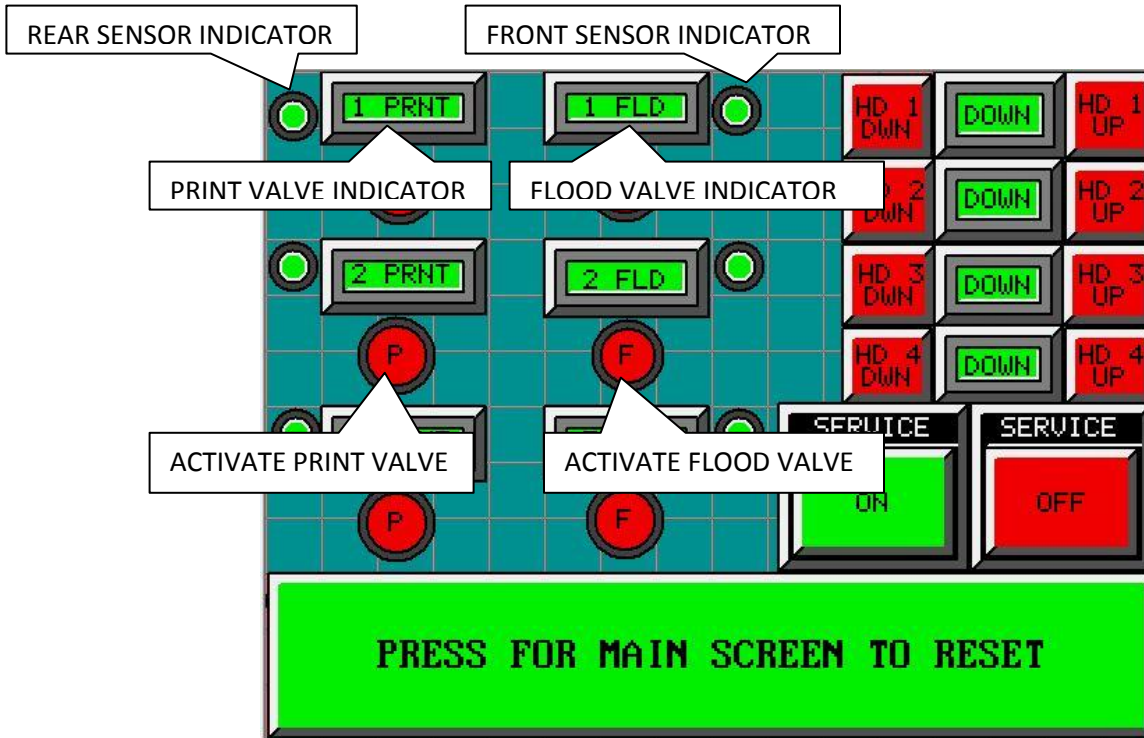 REAR SENSOR INDICATOR
FRONT SENSOR INDICATOR
1 PRNT
1 FLD
HD 1
DWN
DOWN
HD 1
UP
PRINT VALVE INDICATOR
FLOOD VALVE INDICATOR
2
DWN
DOWN
HD 2
UP
2 PRNT
2 FLD
HD 3
DWN
DOWN
HD 3
UP
P
F
HD 4
DWN
DOWN
HD 4
UP
ACTIVATE PRINT VALVE
ACTIVATE FLOOD VALVE
SERVICE
ON
SERVICE
OFF
P
F
PRESS FOR MAIN SCREEN TO RESET